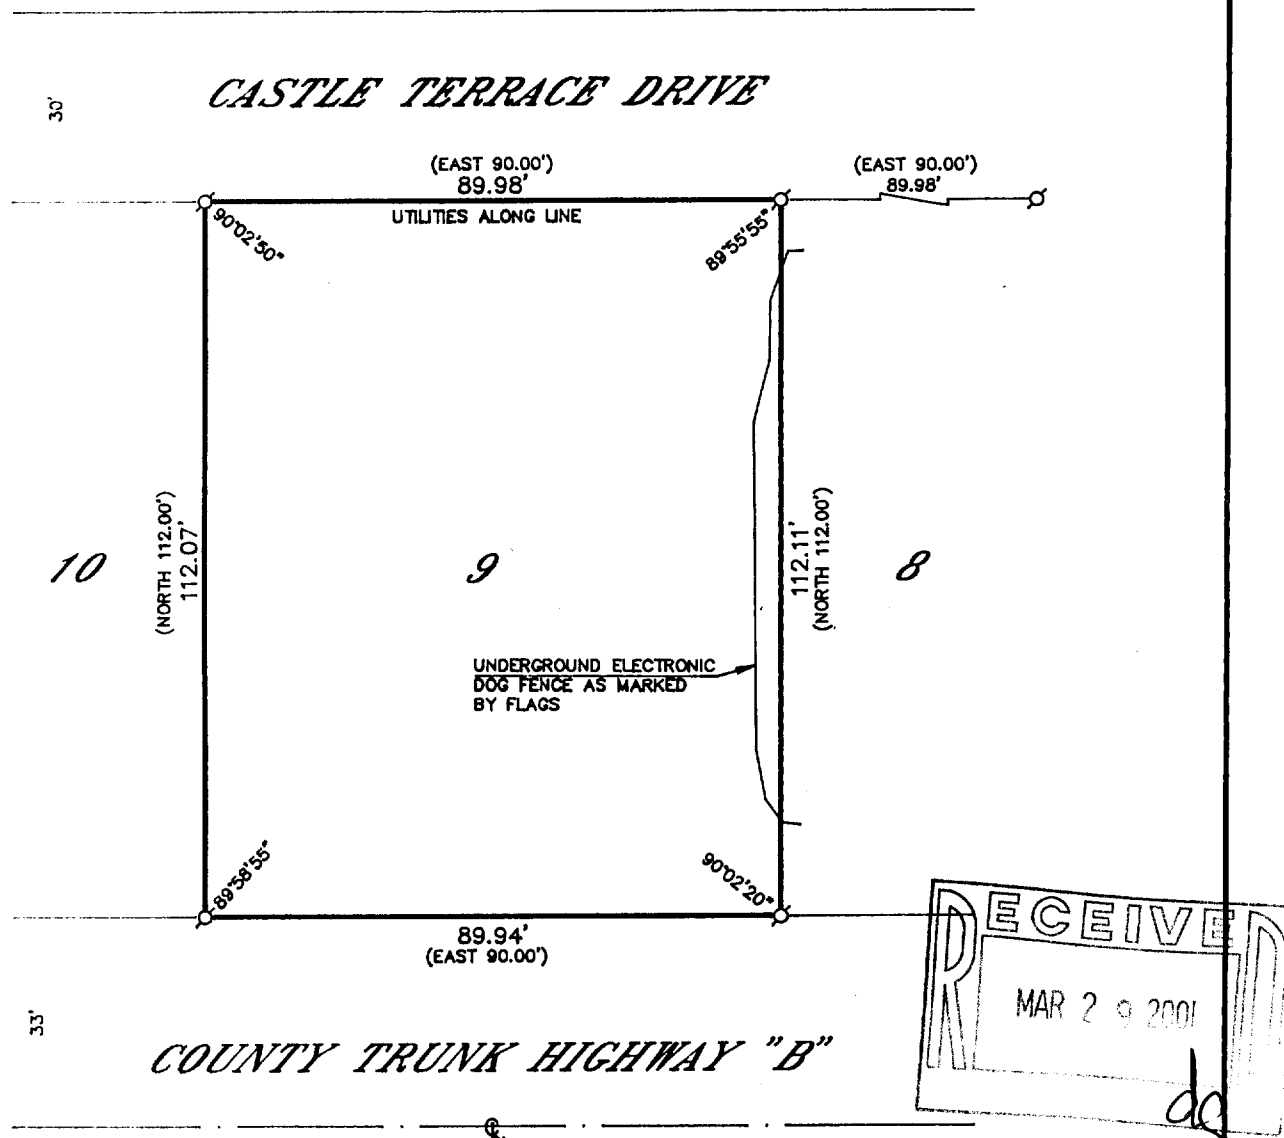 CASTLE TERRACE DRIVE
30'
(EAST 90.00')
89.98'
UTILITIES ALONG LINE
(EAST 90.00')
89.98'
90°02'50"
89°55'55"
(NORTH 112.00')
112.07'
10
9
112.11'
(NORTH 112.00')
8
UNDERGROUND ELECTRONIC
DOG FENCE AS MARKED
BY FLAGS
89°58'55"
90°02'20"
89.94'
(EAST 90.00')
RECEIVED
MAR 29 2001
33'
COUNTY TRUNK HIGHWAY "B"